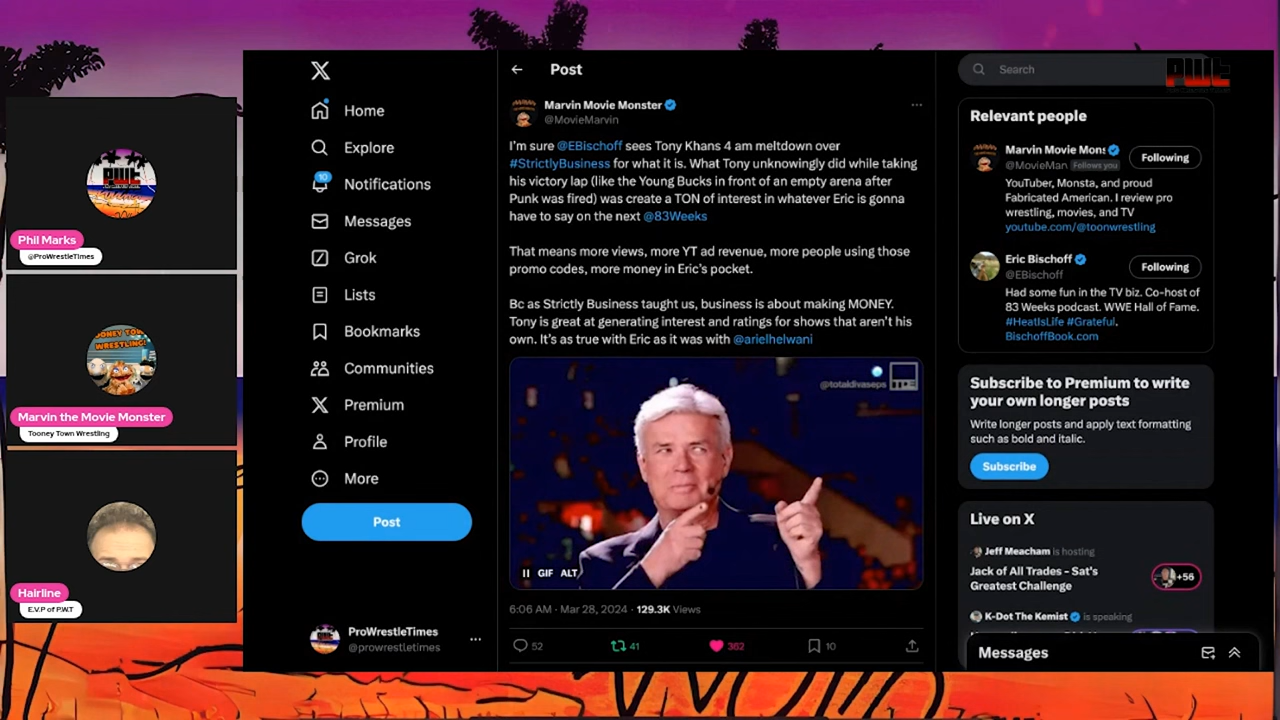 PWT
Phil Marks
@ProWrestleTimes
TOONEY TOWN
WRESTLING!
Marvin the Movie Monster
Tooney Town Wrestling
Hairline
E.V.P of P.W.T
Home
Explore
10
Notifications
Messages
Grok
Lists
Bookmarks
Communities
Premium
Profile
More
Post
ProWrestleTimes
@prowrestletimes
Post
Marvin Movie Monster
@MovieMarvin
I'm sure @EBischoff sees Tony Khans 4 am meltdown over
#StrictlyBusiness for what it is. What Tony unknowingly did while taking
his victory lap (like the Young Bucks in front of an empty arena after
Punk was fired) was create a TON of interest in whatever Eric is gonna
have to say on the next @83Weeks
That means more views, more YT ad revenue, more people using those
promo codes, more money in Eric's pocket.
Bc as Strictly Business taught us, business is about making MONEY.
Tony is great at generating interest and ratings for shows that aren't his
own. It's as true with Eric as it was with @arielhelwani
@totaldivaseps
GIF ALT
6:06 AM · Mar 28, 2024 · 129.3K Views
52 41 362 10
Search
PWT
Relevant people
Marvin Movie Mons
@MovieMan Follows you
Following
YouTuber, Monsta, and proud
Fabricated American. I review pro
wrestling, movies, and TV
youtube.com/@toonwrestling
Eric Bischoff
@EBischoff
Following
Had some fun in the TV biz. Co-host of
83 Weeks podcast. WWE Hall of Fame.
#HeatIsLife #Grateful.
BischoffBook.com
Subscribe to Premium to write
your own longer posts
Write longer posts and apply text formatting
such as bold and italic.
Subscribe
Live on X
Jeff Meacham is hosting
Jack of All Trades - Sat's
Greatest Challenge
+56
K-Dot The Kemist is speaking
Messages